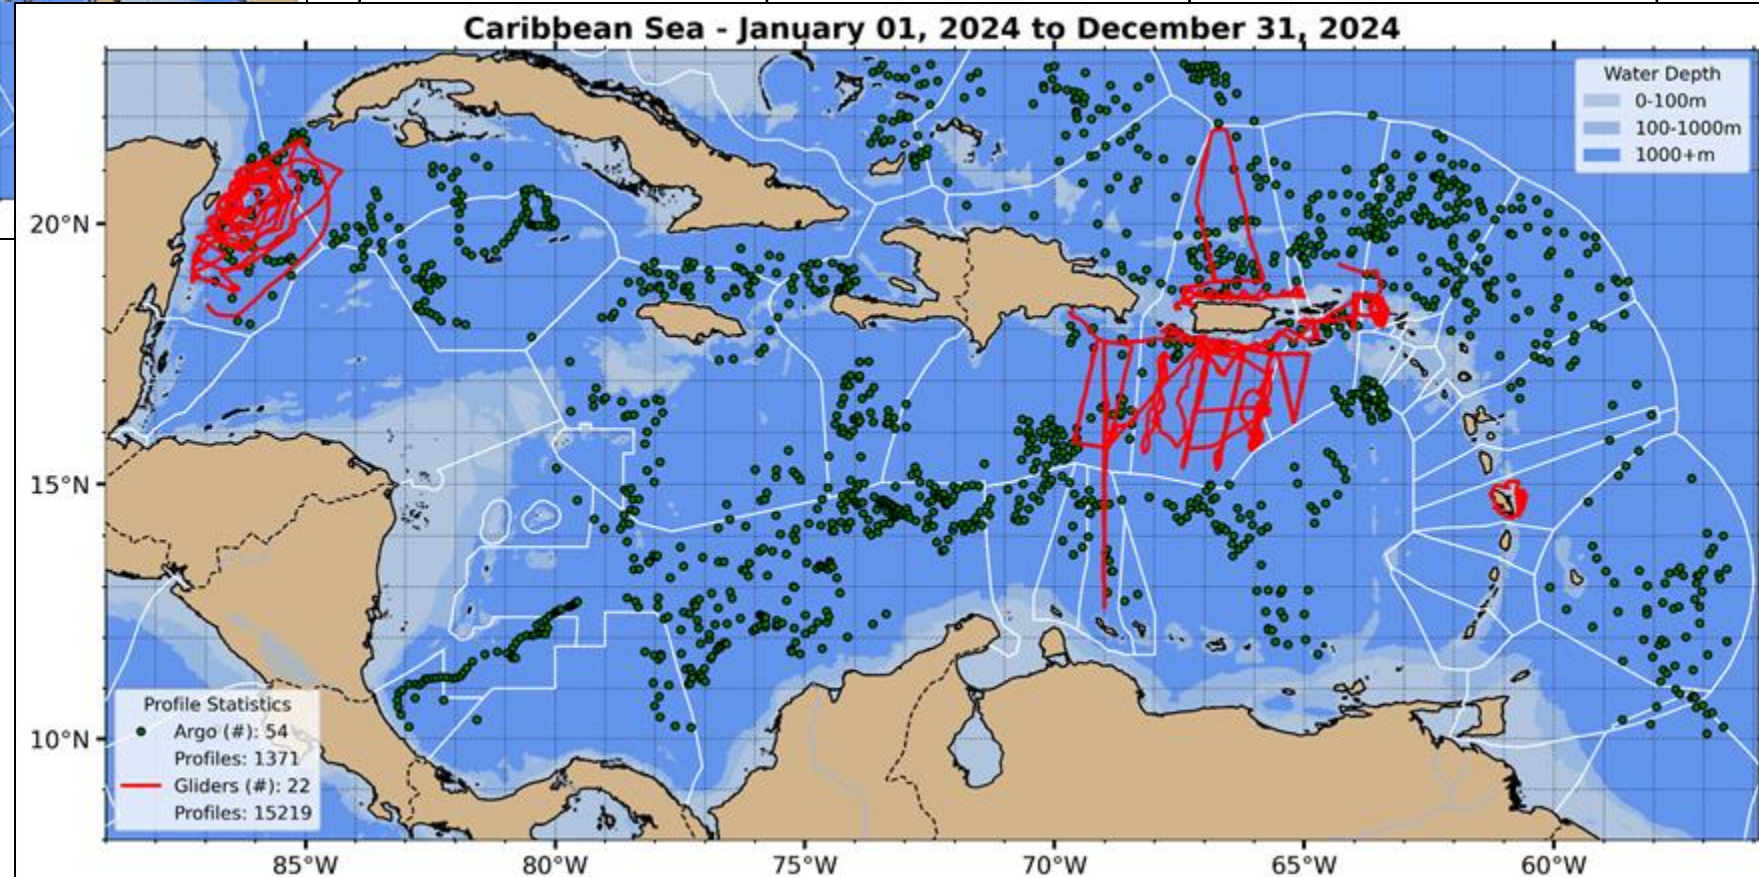 Caribbean Sea - January 01, 2024 to December 31, 2024
Water Depth
0-100m
100-1000m
1000+m
20°N
15°N
10°N
Profile Statistics
Argo (#): 54
Profiles: 1371
Gliders (#): 22
Profiles: 15219
85°W
80°W
75°W
70°W
65°W
60°W